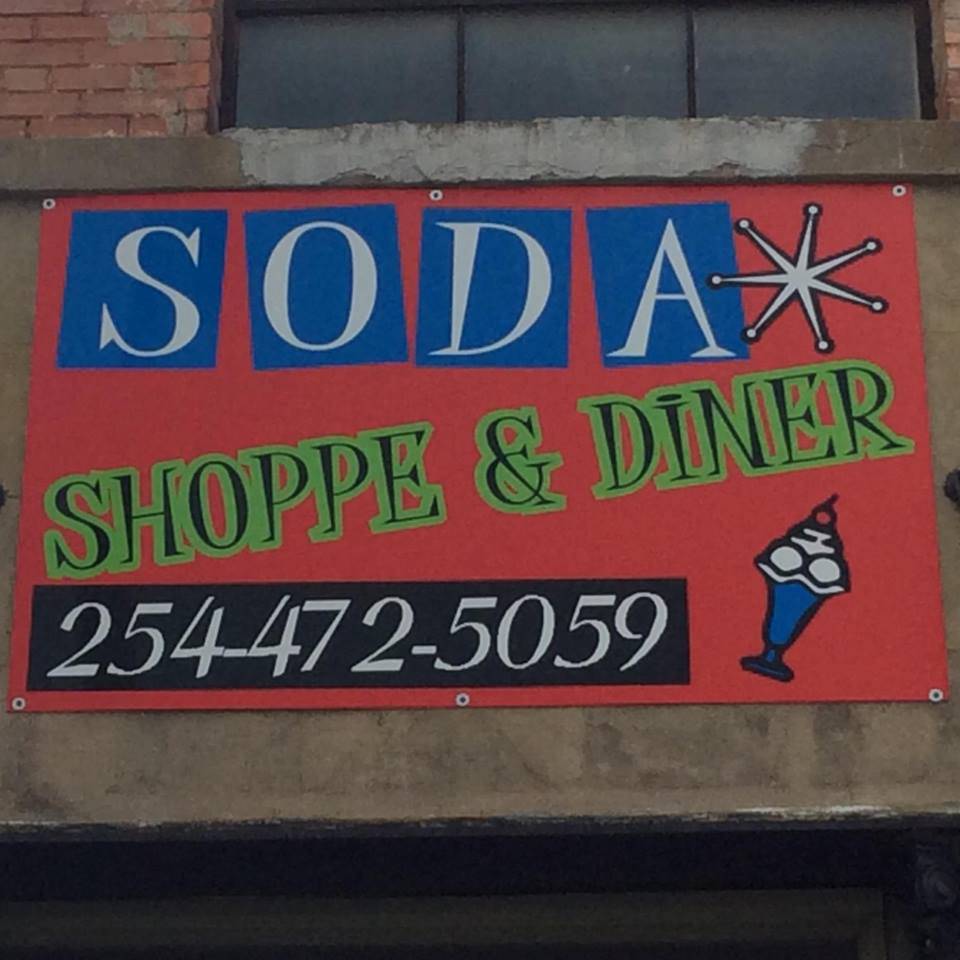 SODA
SHOPPE & DINER
254-472-5059